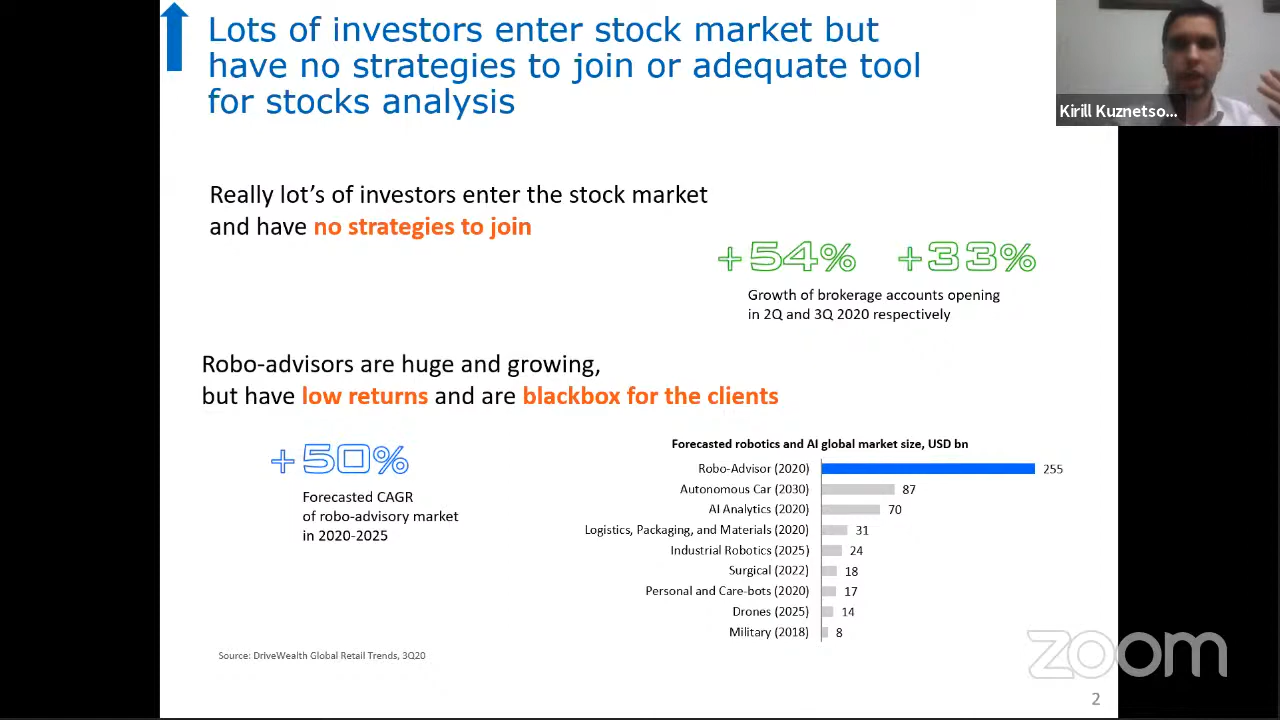 Lots of investors enter stock market but
have no strategies to join or adequate tool
for stocks analysis
Kirill Kuznetso...
Really lot's of investors enter the stock market
and have no strategies to join
+54% +33%
Growth of brokerage accounts opening
in 2Q and 3Q 2020 respectively
Robo-advisors are huge and growing,
but have low returns and are blackbox for the clients
+50%
Forecasted CAGR
of robo-advisory market
in 2020-2025
Forecasted robotics and AI global market size, USD bn
Robo-Advisor (2020) 255
Autonomous Car (2030) 87
AI Analytics (2020) 70
Logistics, Packaging, and Materials (2020) 31
Industrial Robotics (2025) 24
Surgical (2022) 18
Personal and Care-bots (2020) 17
Drones (2025) 14
Military (2018) 8
Source: DriveWealth Global Retail Trends, 3Q20
zoom
2